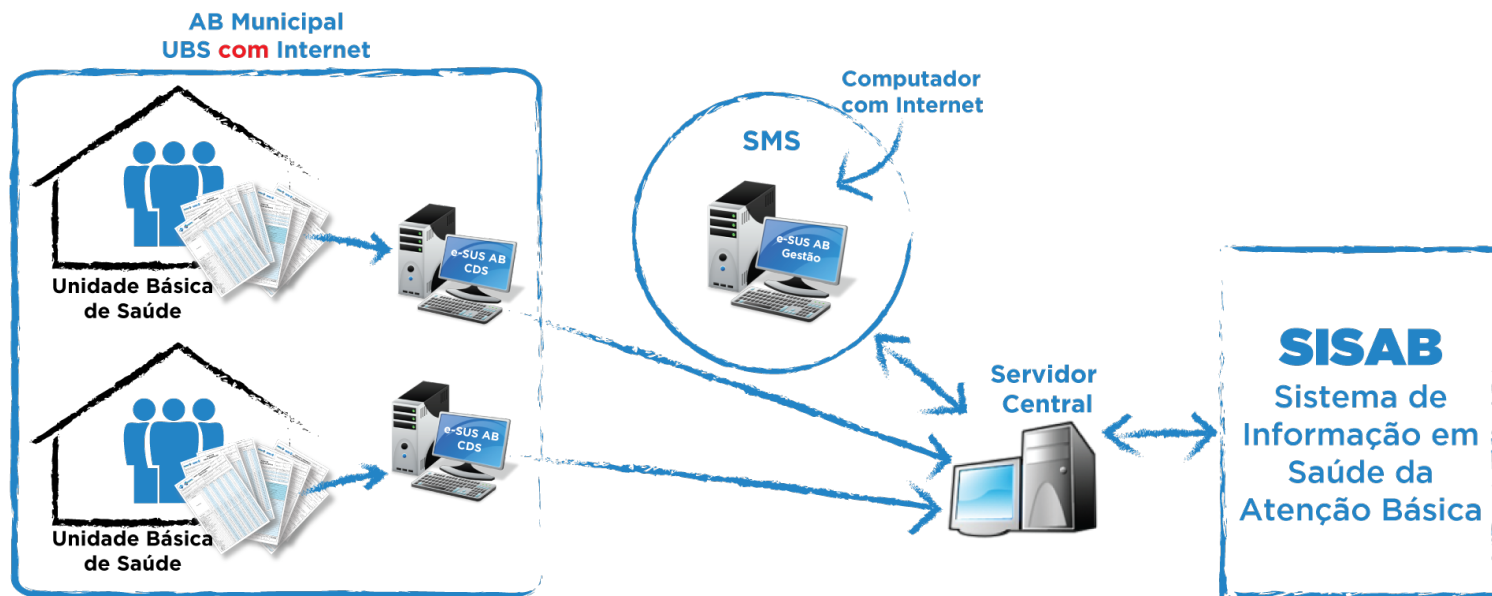 AB Municipal
UBS com Internet
Unidade Básica
de Saúde
e-SUS AB
CDS
Unidade Básica
de Saúde
e-SUS AB
CDS
Computador
com Internet
SMS
e-SUS AB
Gestão
Servidor
Central
SISAB
Sistema de
Informação em
Saúde da
Atenção Básica